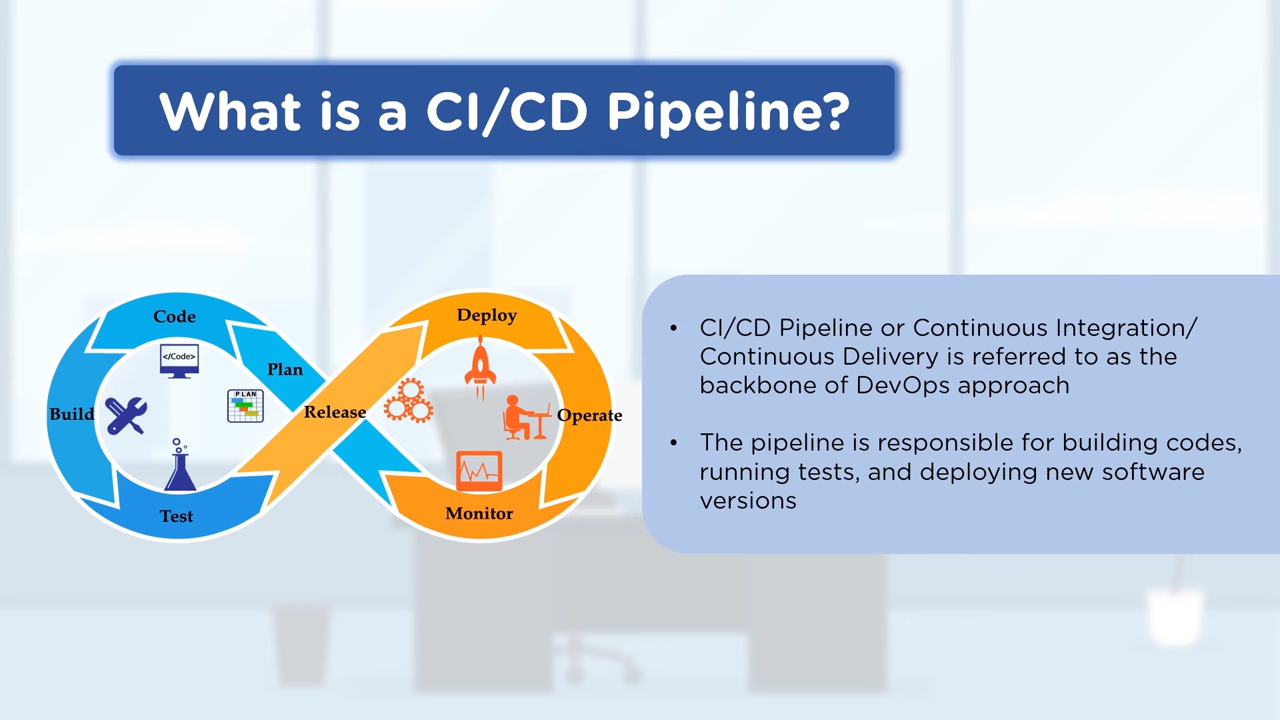 What is a CI/CD Pipeline?
Code
</Code>
Plan
PLAN
Build
Test
Release
Deploy
Operate
Monitor
• CI/CD Pipeline or Continuous Integration/
Continuous Delivery is referred to as the
backbone of DevOps approach
• The pipeline is responsible for building codes,
running tests, and deploying new software
versions